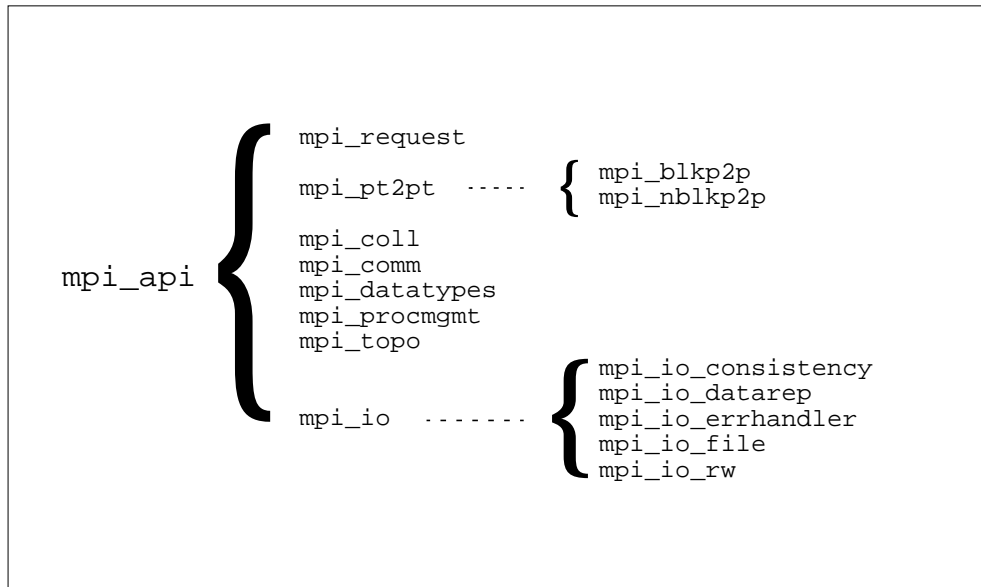 mpi_api
mpi_request
mpi_pt2pt
mpi_blkp2p
mpi_nblkp2p
mpi_coll
mpi_comm
mpi_datatypes
mpi_procmgmt
mpi_topo
mpi_io
mpi_io_consistency
mpi_io_datarep
mpi_io_errhandler
mpi_io_file
mpi_io_rw